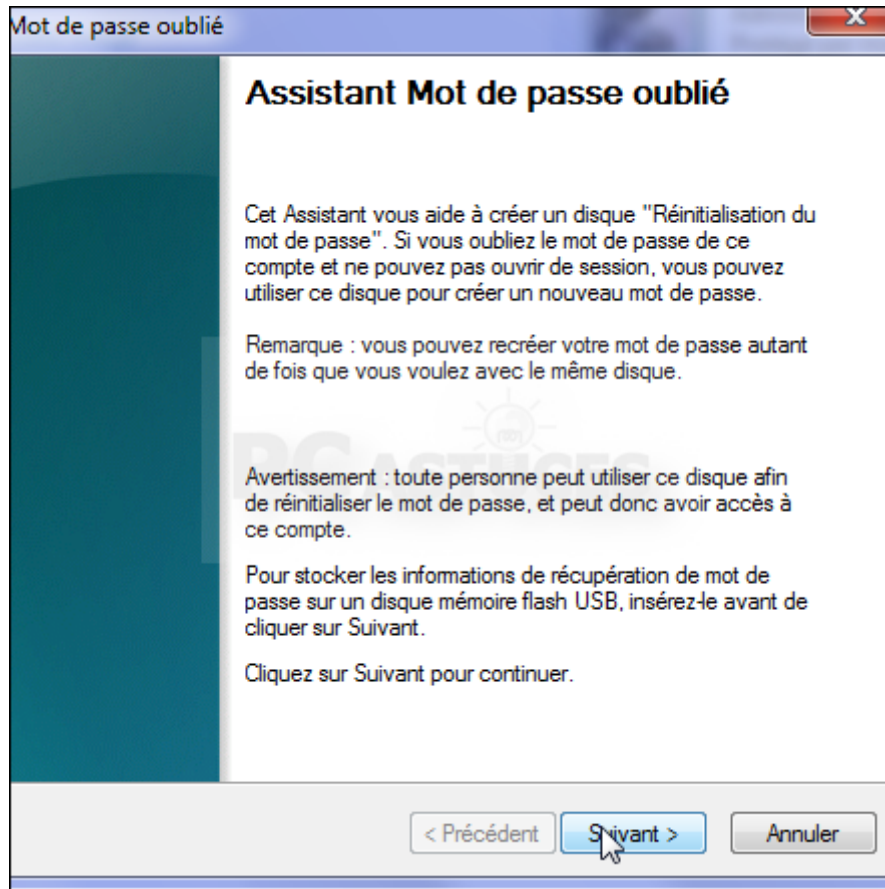 Mot de passe oublié
Assistant Mot de passe oublié
Cet Assistant vous aide à créer un disque "Réinitialisation du
mot de passe". Si vous oubliez le mot de passe de ce
compte et ne pouvez pas ouvrir de session, vous pouvez
utiliser ce disque pour créer un nouveau mot de passe.
Remarque : vous pouvez recréer votre mot de passe autant
de fois que vous voulez avec le même disque.
PC ASTUCES
Avertissement : toute personne peut utiliser ce disque afin
de réinitialiser le mot de passe, et peut donc avoir accès à
ce compte.
Pour stocker les informations de récupération de mot de
passe sur un disque mémoire flash USB, insérez-le avant de
cliquer sur Suivant.
Cliquez sur Suivant pour continuer.
< Précédent Suivant > Annuler